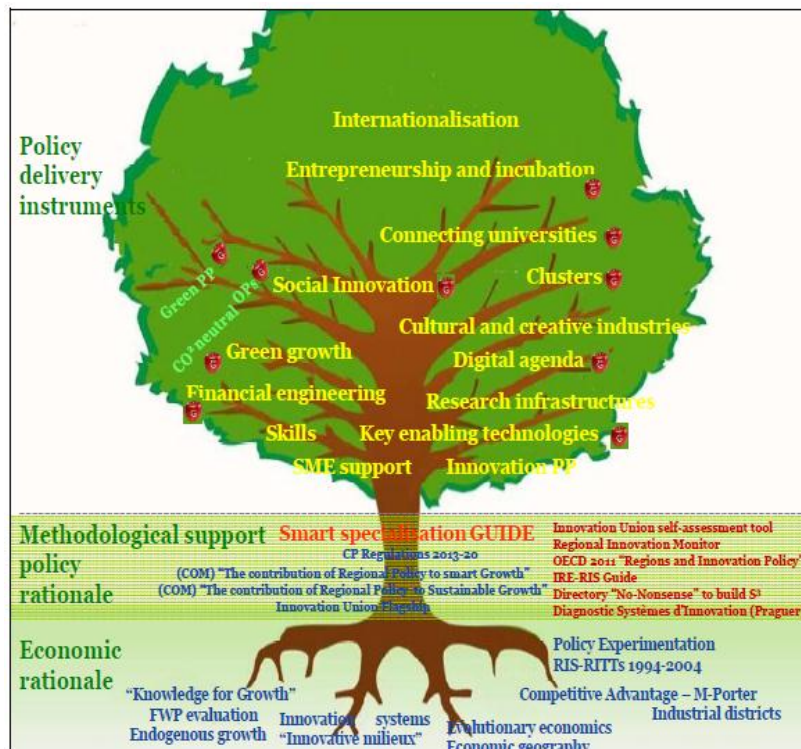 Policy
delivery
instruments
Internationalisation
Entrepreneurship and incubation
Connecting universities
Social Innovation
Clusters
Green PP
CO² neutral OPs
Cultural and creative industries
Green growth
Digital agenda
Financial engineering
Research infrastructures
Skills
Key enabling technologies
SME support
Innovation PP
Methodological support
policy
rationale
Smart specialisation GUIDE
CP Regulations 2013-20
(COM) "The contribution of Regional Policy to smart Growth"
(COM) "The contribution of Regional Policy to Sustainable Growth"
Innovation Union Flagship
Innovation Union self-assessment tool
Regional Innovation Monitor
OECD 2011 "Regions and Innovation Policy"
IRE-RIS Guide
Directory "No-Nonsense" to build S³
Diagnostic Systèmes d'Innovation (Prague
Economic
rationale
Policy Experimentation
RIS-RITTs 1994-2004
"Knowledge for Growth"
FWP evaluation
Endogenous growth
Innovation systems
"Innovative milieux"
Competitive Advantage – M-Porter
Industrial districts
Evolutionary economics
Economic geography